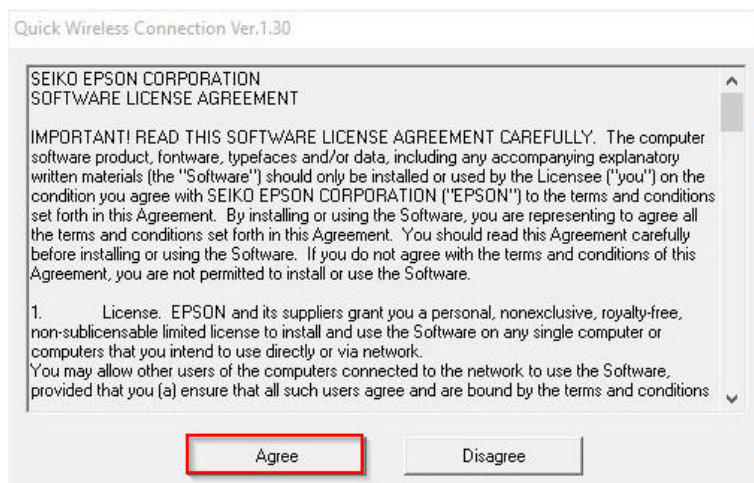 Quick Wireless Connection Ver.1.30
SEIKO EPSON CORPORATION
SOFTWARE LICENSE AGREEMENT
IMPORTANT! READ THIS SOFTWARE LICENSE AGREEMENT CAREFULLY. The computer
software product, fontware, typefaces and/or data, including any accompanying explanatory
written materials (the "Software") should only be installed or used by the Licensee ("you") on the
condition you agree with SEIKO EPSON CORPORATION ("EPSON") to the terms and conditions
set forth in this Agreement. By installing or using the Software, you are representing to agree all
the terms and conditions set forth in this Agreement. You should read this Agreement carefully
before installing or using the Software. If you do not agree with the terms and conditions of this
Agreement, you are not permitted to install or use the Software.
1. License. EPSON and its suppliers grant you a personal, nonexclusive, royalty-free,
non-sublicensable limited license to install and use the Software on any single computer or
computers that you intend to use directly or via network.
You may allow other users of the computers connected to the network to use the Software,
provided that you (a) ensure that all such users agree and are bound by the terms and conditions
Agree Disagree